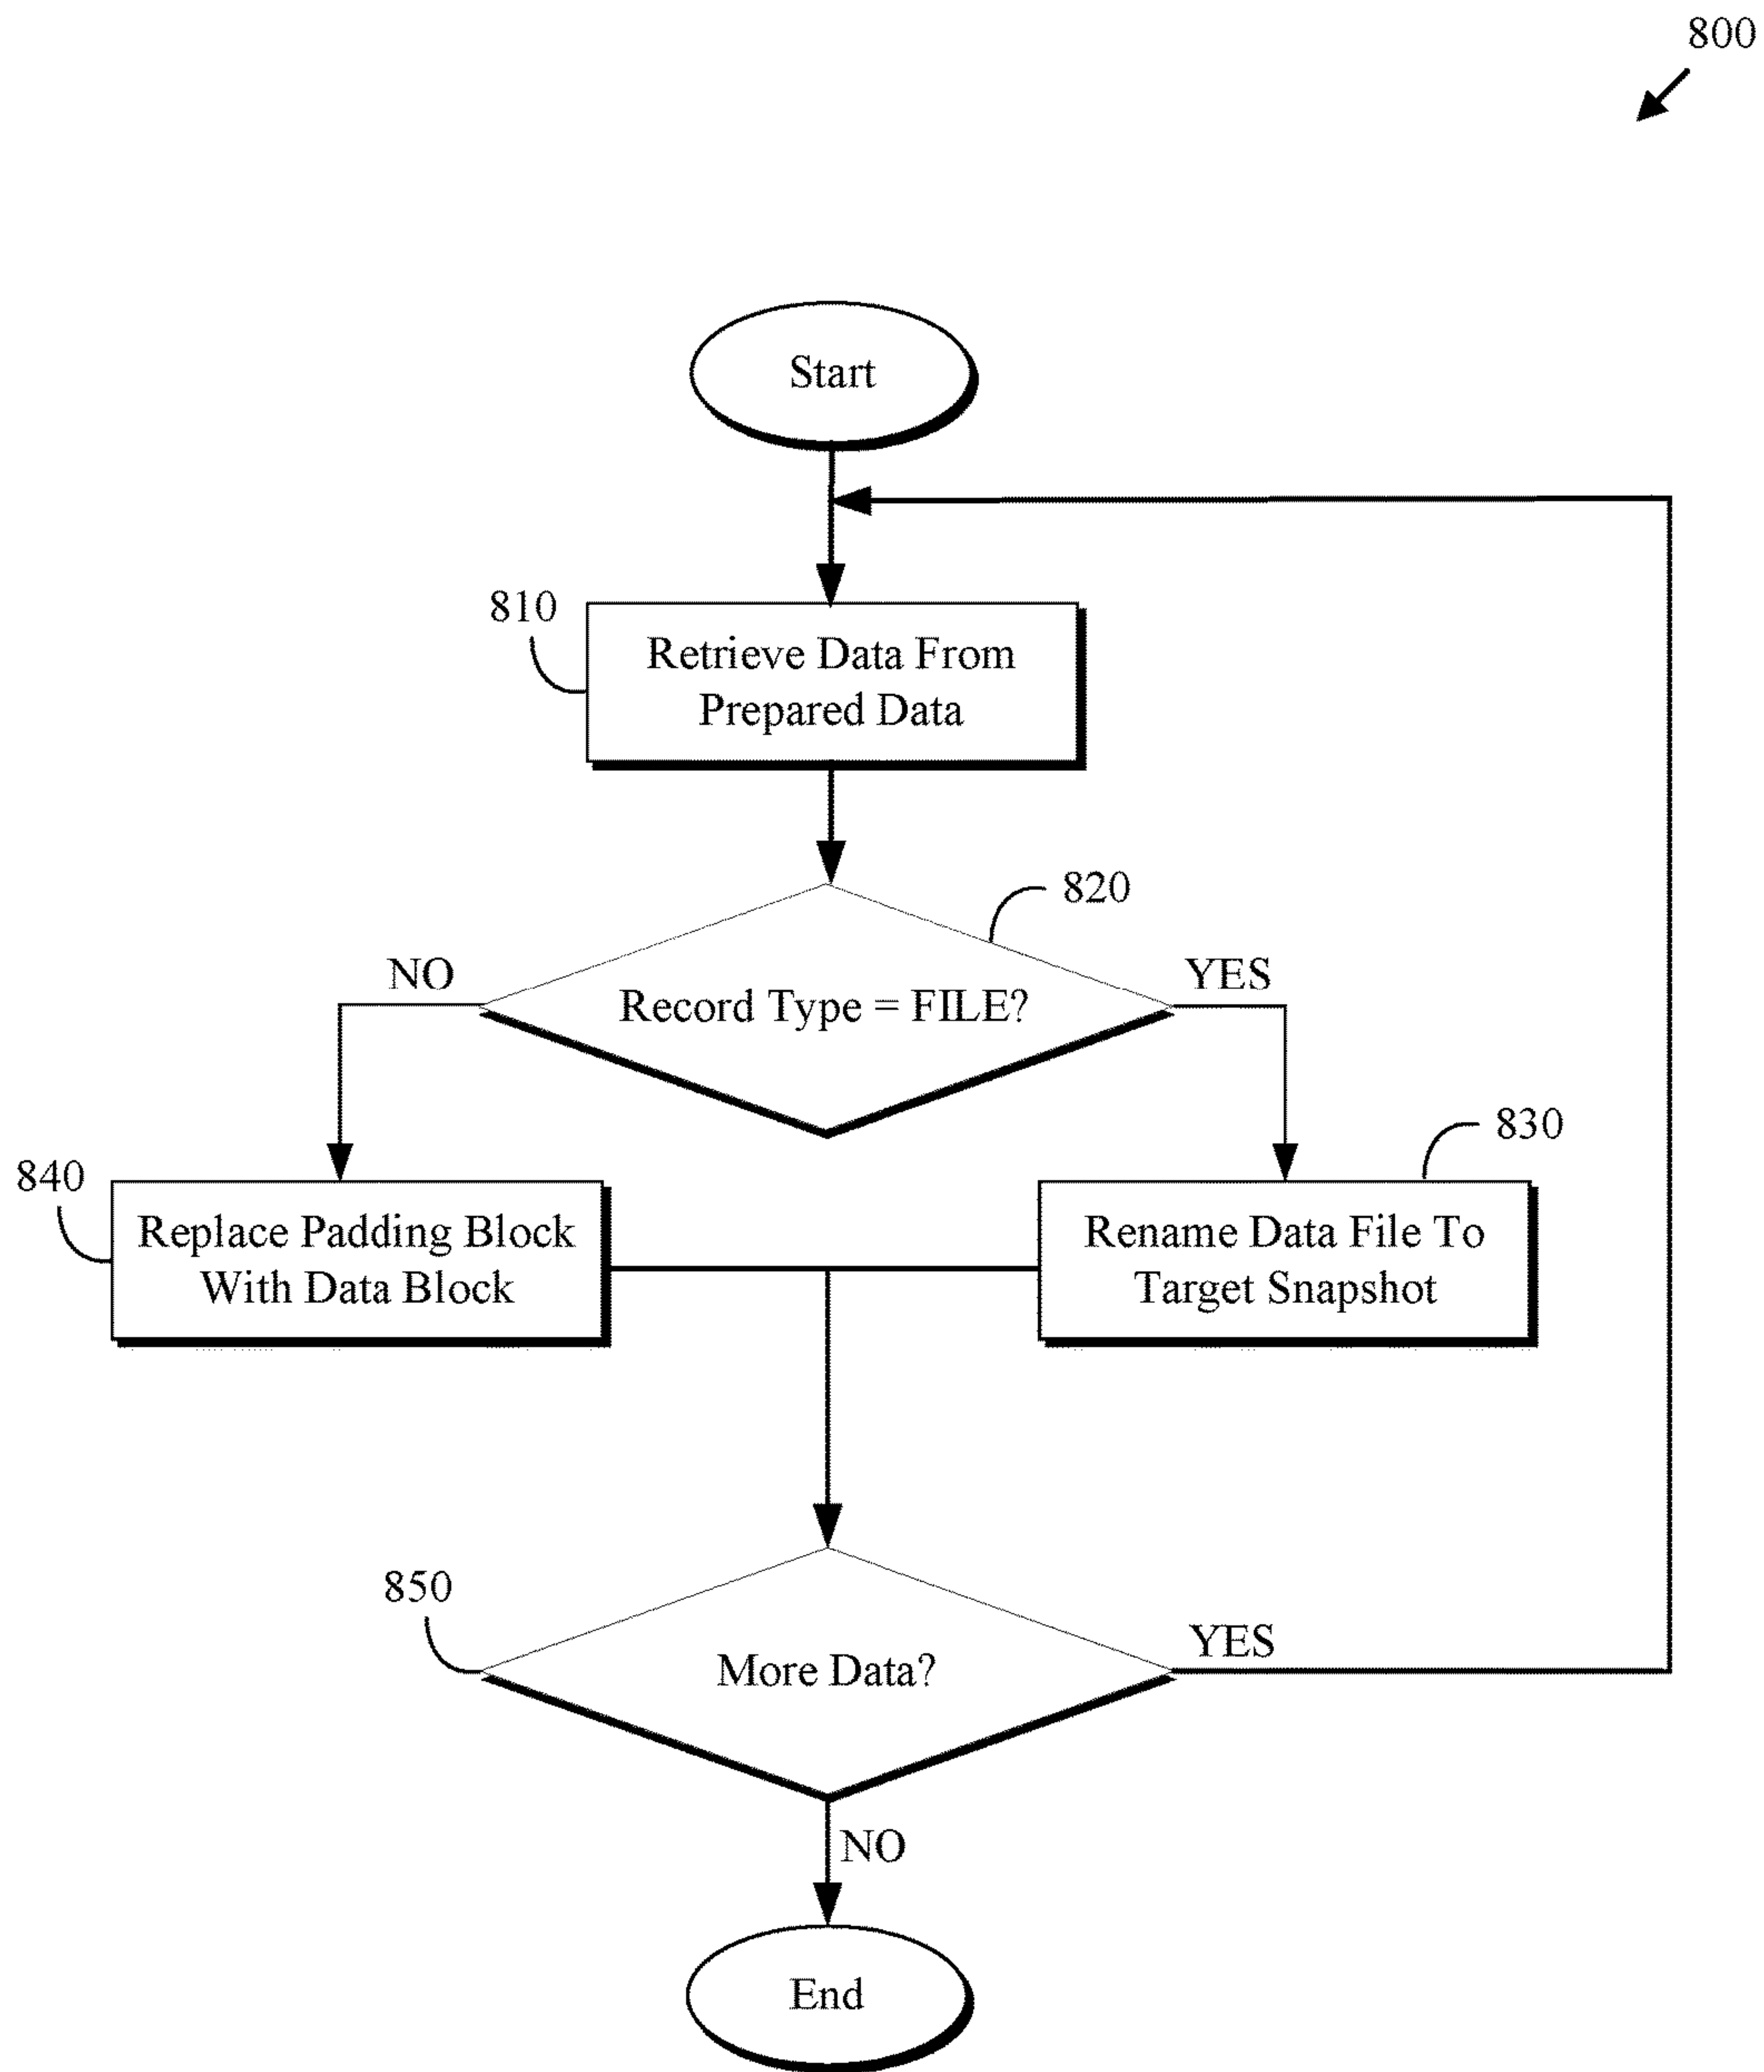 800
Start
810
Retrieve Data From
Prepared Data
820
NO
YES
Record Type = FILE?
830
840
Replace Padding Block
With Data Block
Rename Data File To
Target Snapshot
850
More Data?
YES
NO
End